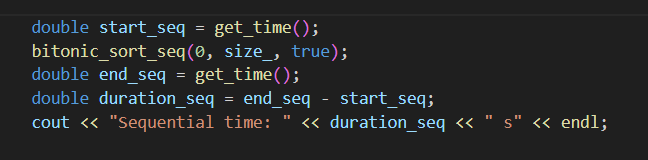 double start_seq = get_time();
bitonic_sort_seq(0, size_, true);
double end_seq = get_time();
double duration_seq = end_seq - start_seq;
cout << "Sequential time: " << duration_seq << " s" << endl;